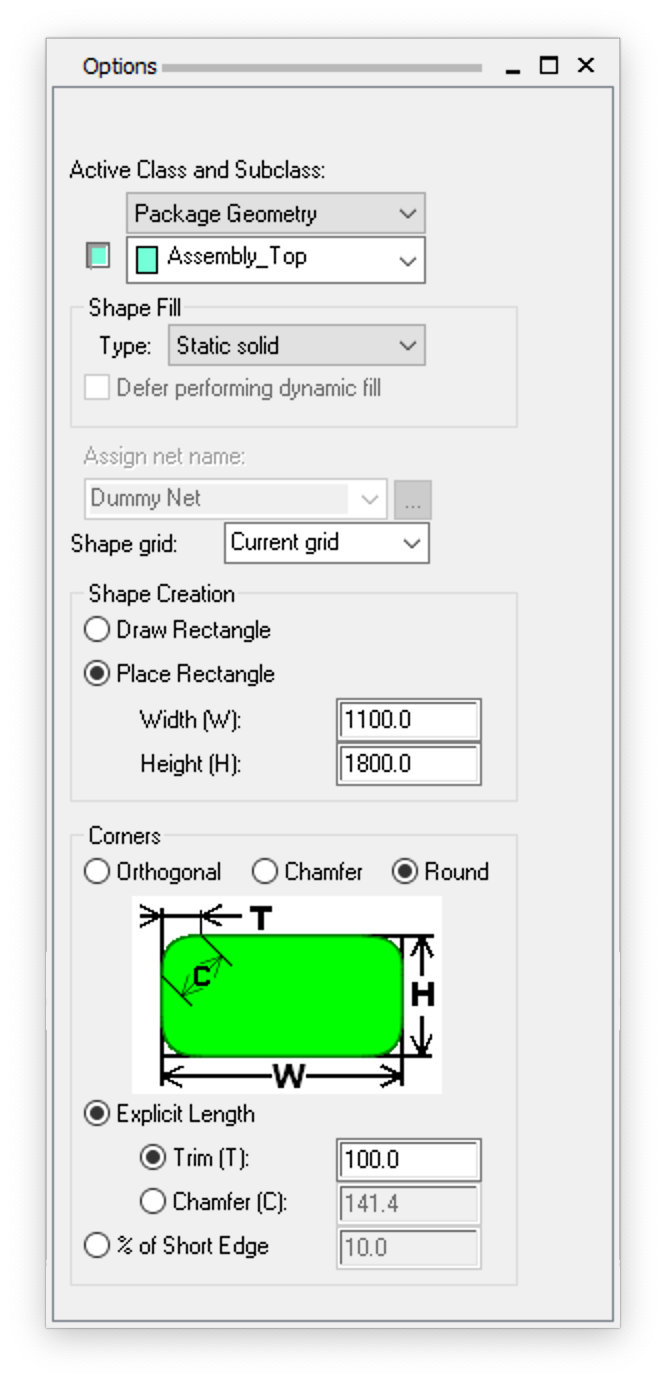 Options
Active Class and Subclass:
Package Geometry
Assembly_Top
Shape Fill
Type: Static solid
Defer performing dynamic fill
Assign net name:
Dummy Net ...
Shape grid: Current grid
Shape Creation
Draw Rectangle
Place Rectangle
Width (W): 1100.0
Height (H): 1800.0
Corners
Orthogonal Chamfer Round
T
C
H
W
Explicit Length
Trim (T): 100.0
Chamfer (C): 141.4
% of Short Edge 10.0